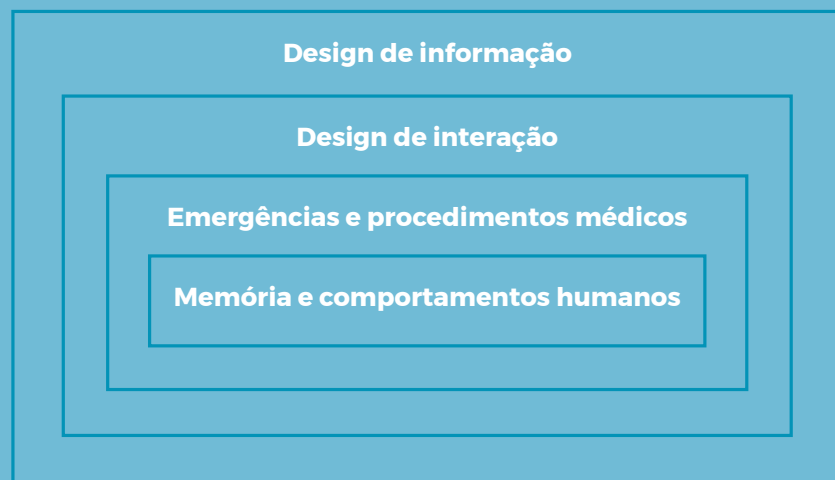 Design de informação
Design de interação
Emergências e procedimentos médicos
Memória e comportamentos humanos